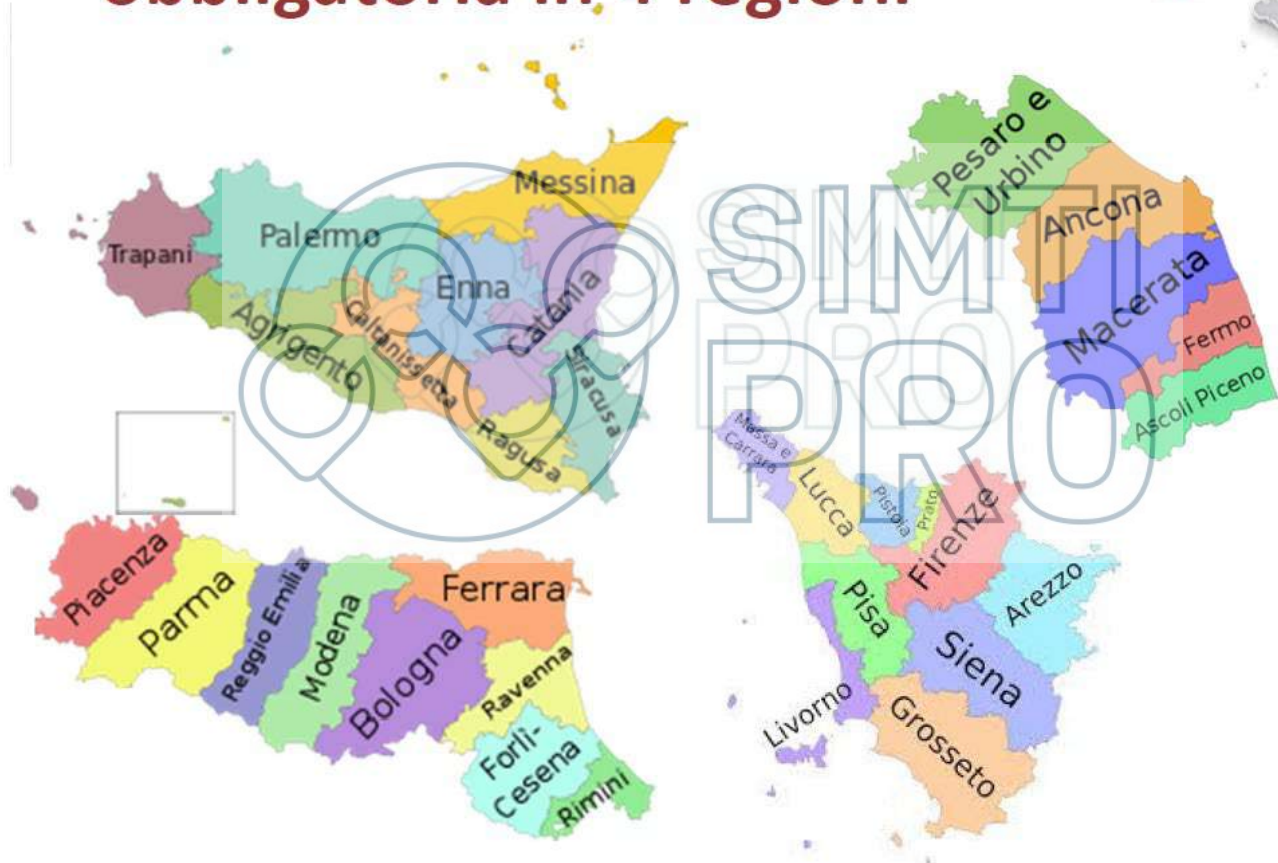 obbligatoria in 4 regioni
Messina
Palermo
Trapani
Enna
Catania
Agrigento
Caltanissetta
Siracusa
Ragusa
Pesaro e
Urbino
Ancona
Macerata
Fermo
Ascoli Piceno
SIMTI
PRO
Piacenza
Parma
Reggio Emilia
Modena
Bologna
Ferrara
Ravenna
Forlì-
Cesena
Rimini
Massa e
Carrara
Lucca
Pistoia
Prato
Firenze
Pisa
Arezzo
Siena
Livorno
Grosseto